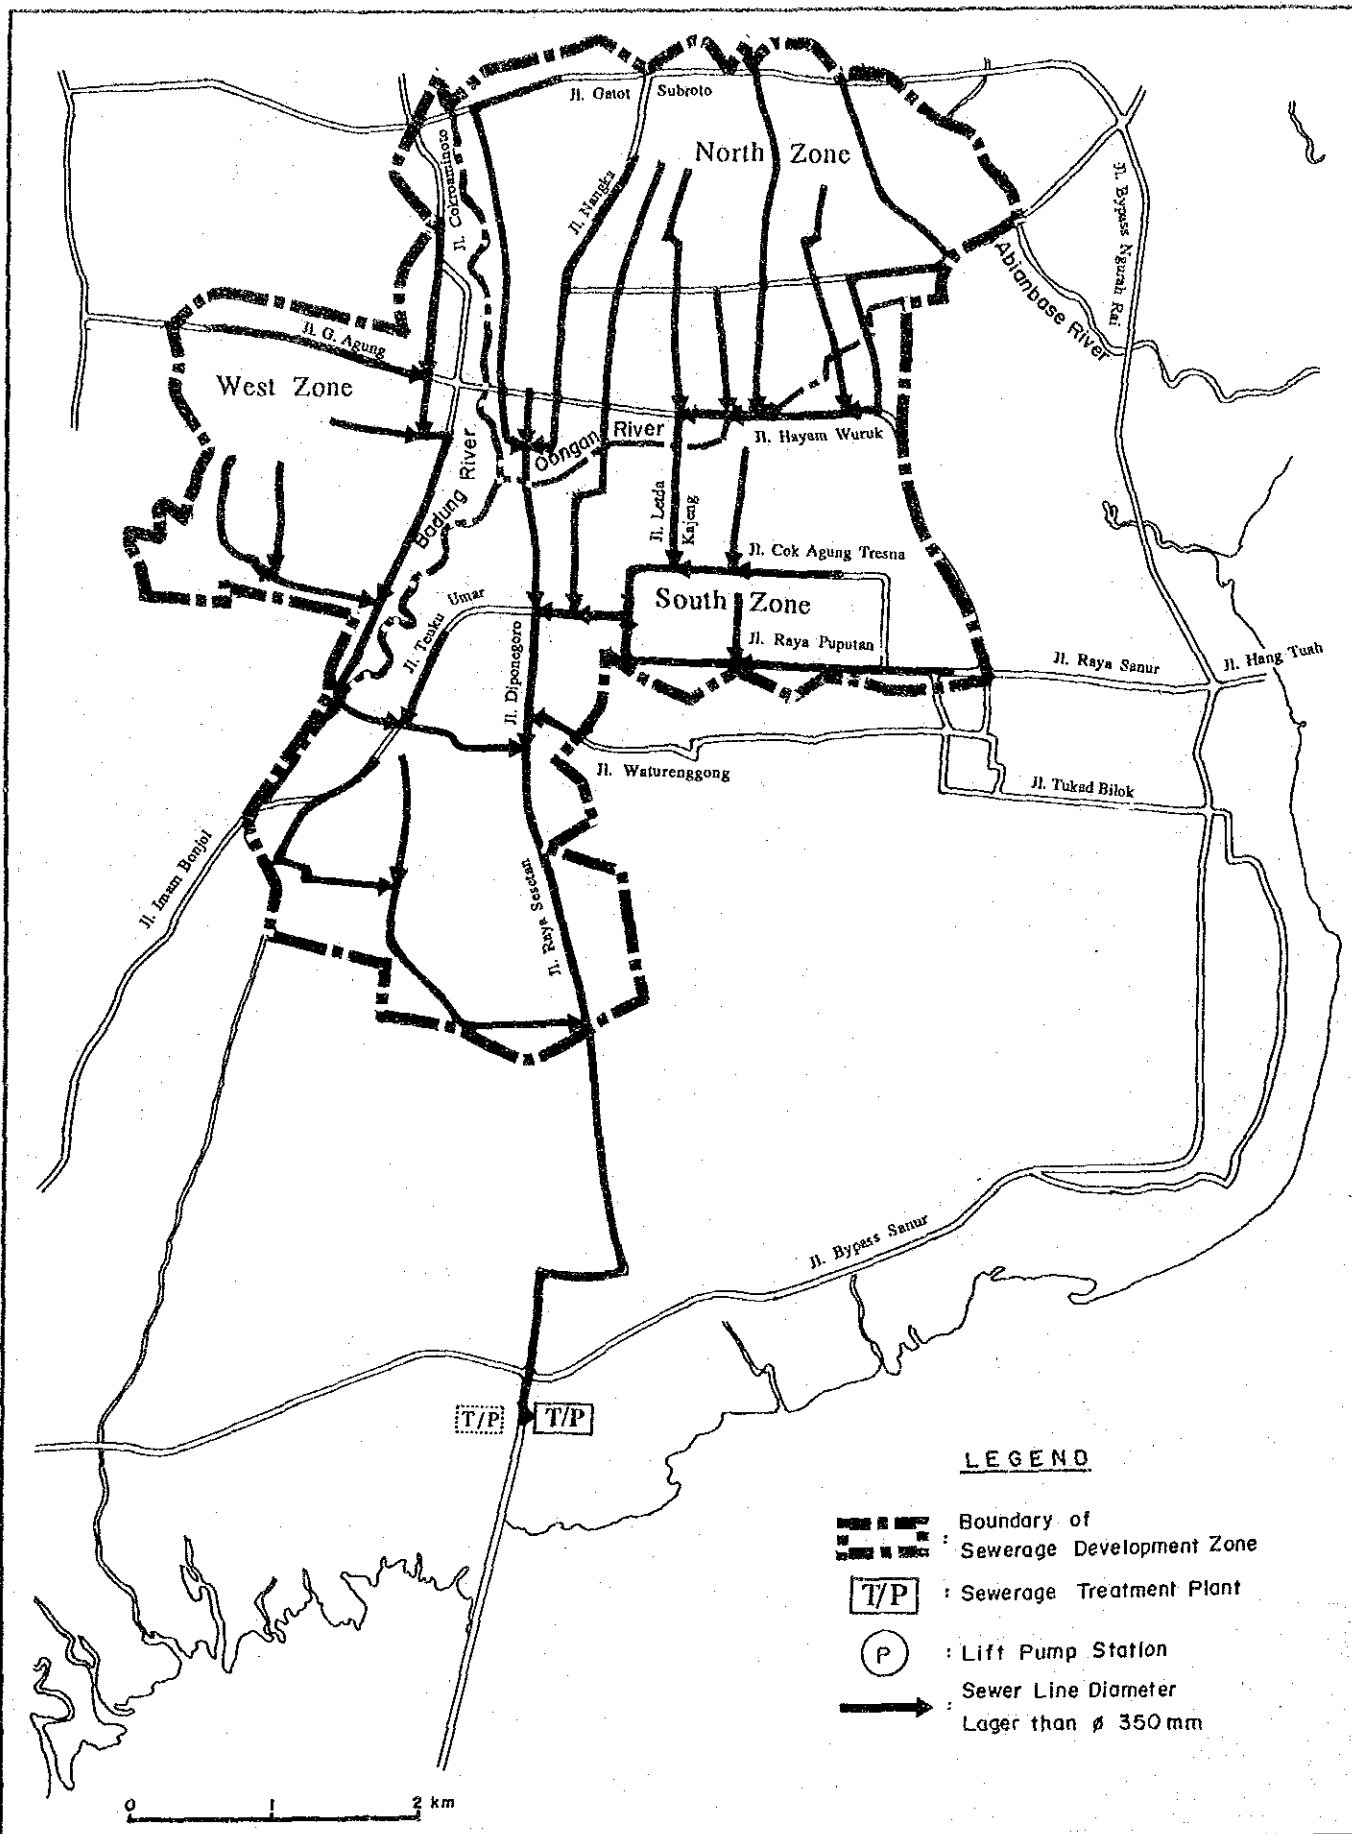 Jl. Gatot Subroto
North Zone
Jl. Cokroaminoto
Jl. Nangka
Jl. Bypass Ngurah Rai
Abianbase River
Jl. G. Agung
West Zone
Badung River
Oongan River
Jl. Hayam Wuruk
Jl. Leda
Kajeng
Jl. Cok Agung Tresna
South Zone
Jl. Teuku Umar
Jl. Raya Puputan
Jl. Diponegoro
Jl. Raya Sanur
Jl. Hang Tuah
Jl. Waturenggong
Jl. Tukad Bilok
Jl. Imam Bonjol
Jl. Raya Sesetan
Jl. Bypass Sanur
T/P
T/P
LEGEND
Boundary of
: Sewerage Development Zone
T/P : Sewerage Treatment Plant
P : Lift Pump Station
Sewer Line Diameter
: Lager than ø 350 mm
0 1 2 km